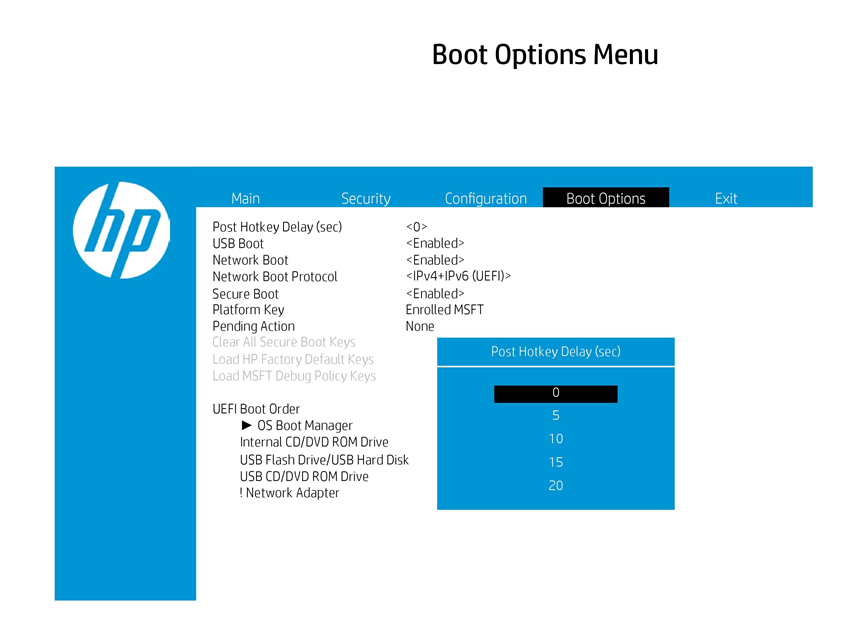 Boot Options Menu
hp
Main Security Configuration Boot Options Exit
Post Hotkey Delay (sec) <0>
USB Boot <Enabled>
Network Boot <Enabled>
Network Boot Protocol <IPv4+IPv6 (UEFI)>
Secure Boot <Enabled>
Platform Key Enrolled MSFT
Pending Action None
Clear All Secure Boot Keys
Load HP Factory Default Keys
Load MSFT Debug Policy Keys
UEFI Boot Order
► OS Boot Manager
Internal CD/DVD ROM Drive
USB Flash Drive/USB Hard Disk
USB CD/DVD ROM Drive
! Network Adapter
Post Hotkey Delay (sec)
0
5
10
15
20